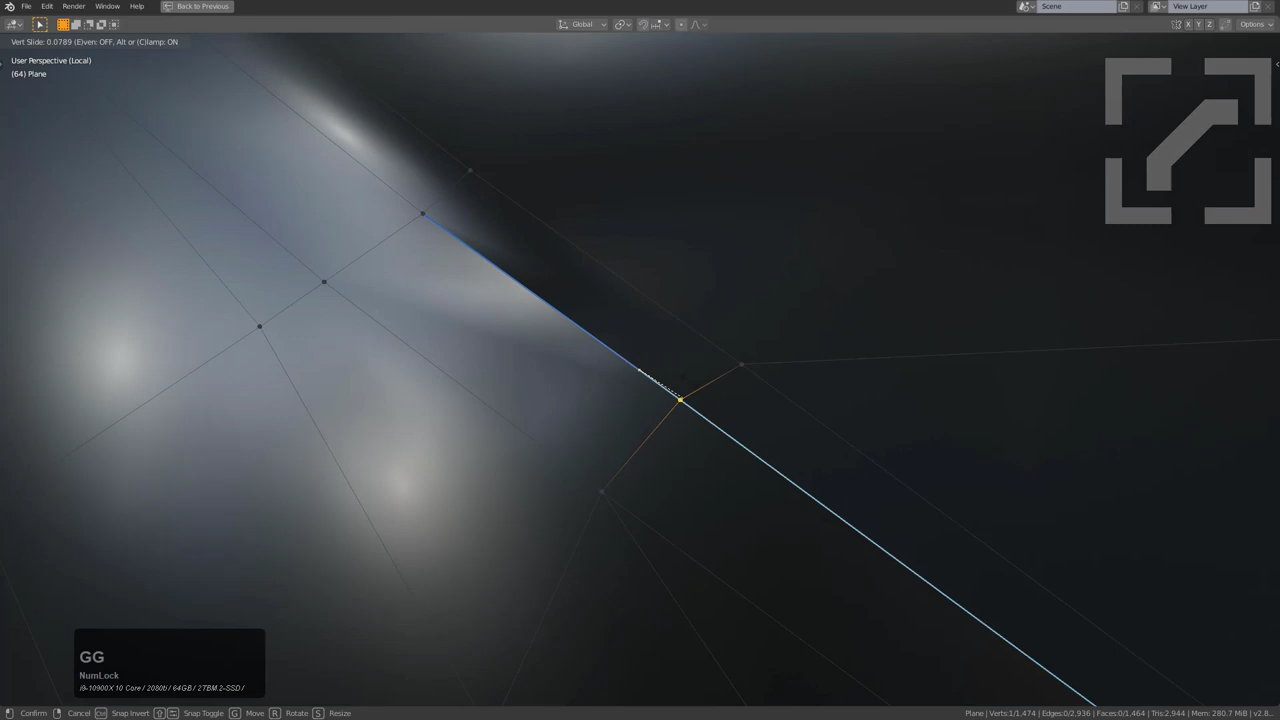 File Edit Render Window Help Back to Previous Scene View Layer
Global X Y Z Options
Vert Slide: 0.0789 (E)ven: OFF, Alt or (C)lamp: ON
User Perspective (Local)
(64) Plane
GG
NumLock
i9-10900X 10 Core / 2080ti / 64GB / 2TBM.2-SSD /
Confirm Cancel Ctrl Snap Invert Snap Toggle G Move R Rotate S Resize Plane | Verts:1/1,474 | Edges:0/2,936 | Faces:0/1,464 | Tris:2,944 | Mem: 280.7 MiB | v2.8...